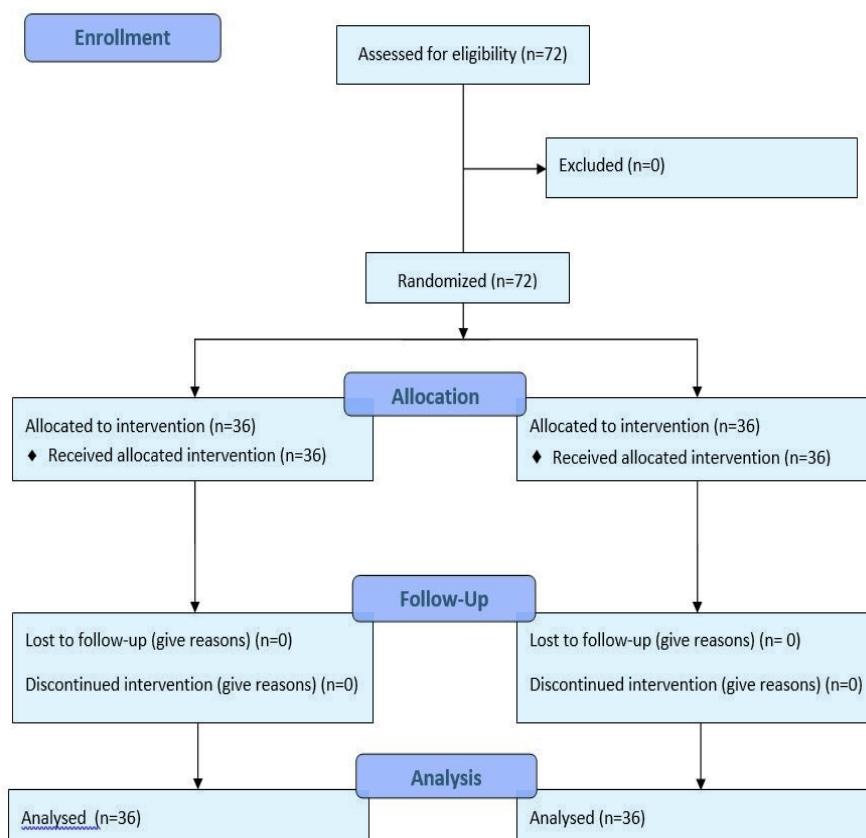 Enrollment
Assessed for eligibility (n=72)
Excluded (n=0)
Randomized (n=72)
Allocation
Allocated to intervention (n=36)
♦ Received allocated intervention (n=36)
Allocated to intervention (n=36)
♦ Received allocated intervention (n=36)
Follow-Up
Lost to follow-up (give reasons) (n=0)
Discontinued intervention (give reasons) (n=0)
Lost to follow-up (give reasons) (n= 0)
Discontinued intervention (give reasons) (n=0)
Analysis
Analysed (n=36)
Analysed (n=36)